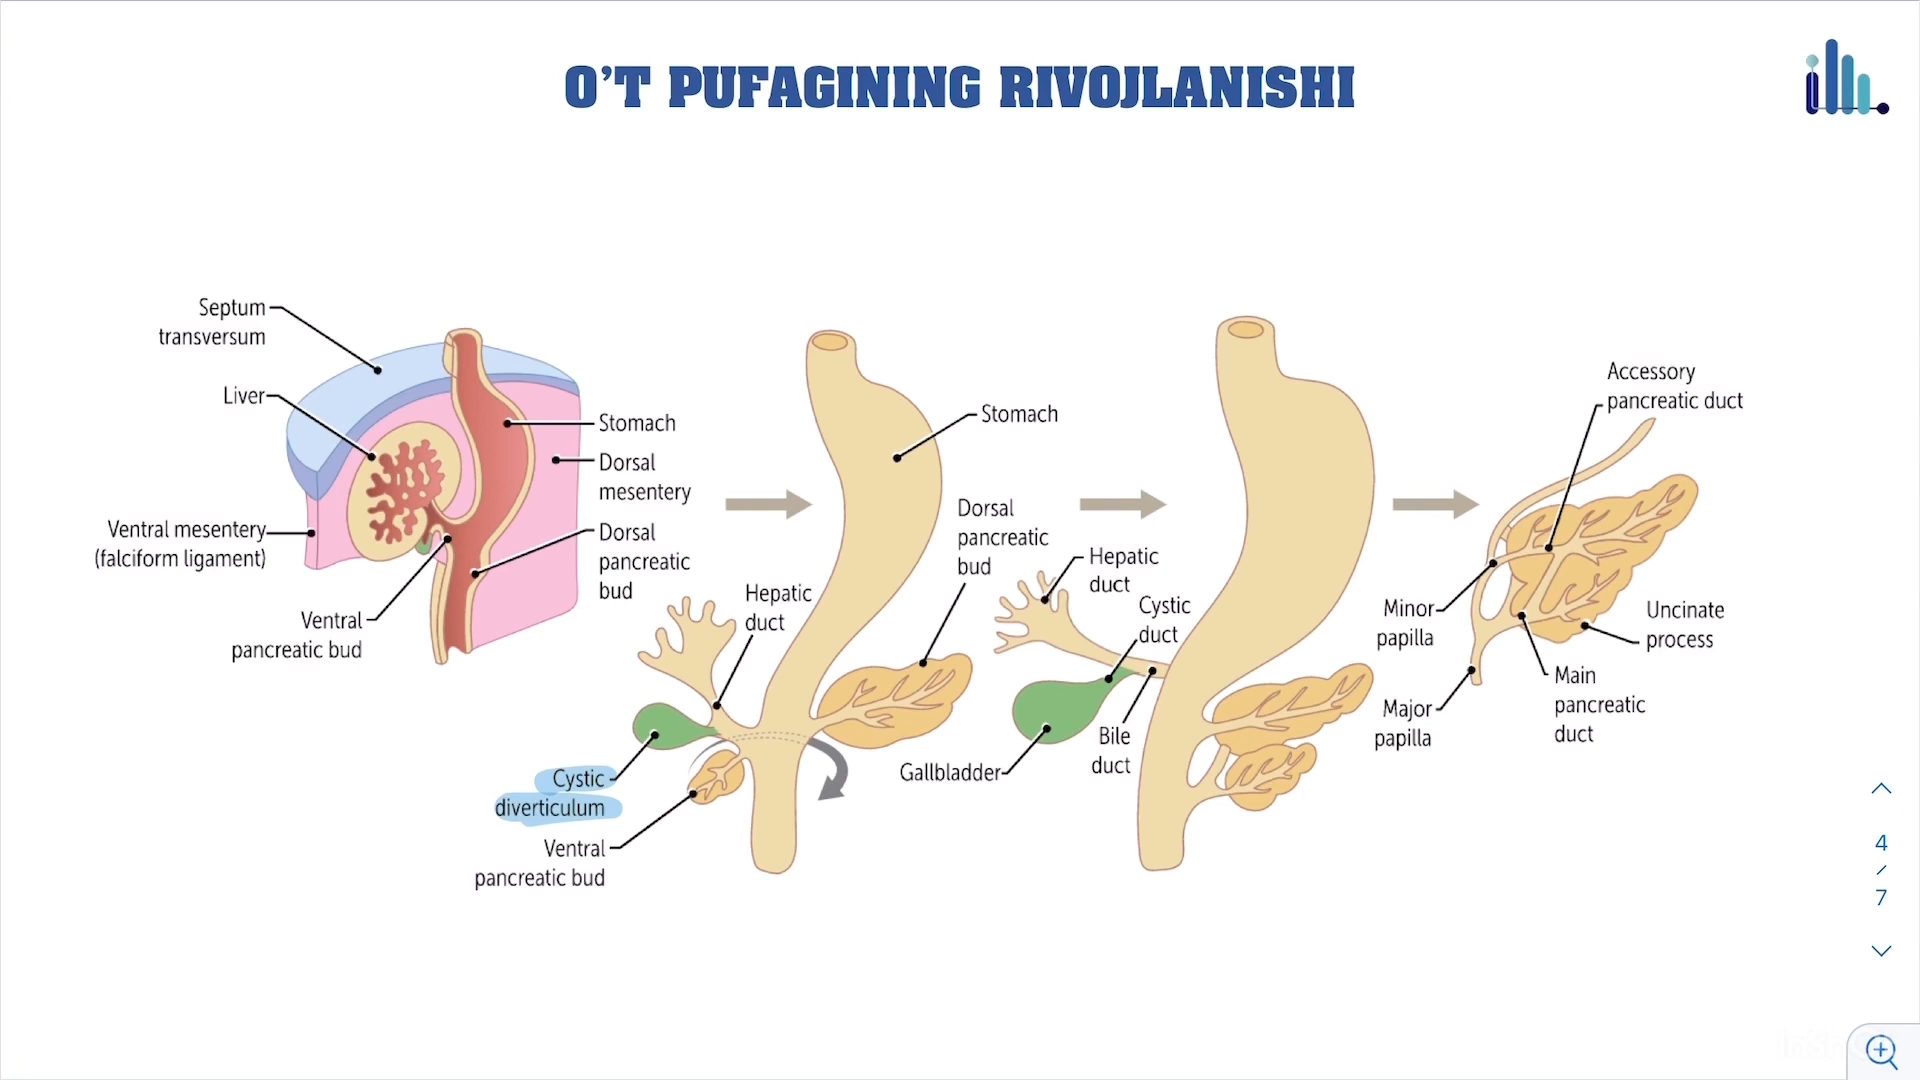 O'T PUFAGINING RIVOJLANISHI
Septum
transversum
Liver
Ventral mesentery
(falciform ligament)
Ventral
pancreatic bud
Stomach
Dorsal
mesentery
Dorsal
pancreatic
bud
Hepatic
duct
Cystic
diverticulum
Ventral
pancreatic bud
Stomach
Dorsal
pancreatic
bud
Hepatic
duct
Cystic
duct
Bile
duct
Gallbladder
Accessory
pancreatic duct
Minor
papilla
Major
papilla
Uncinate
process
Main
pancreatic
duct
4
/
7